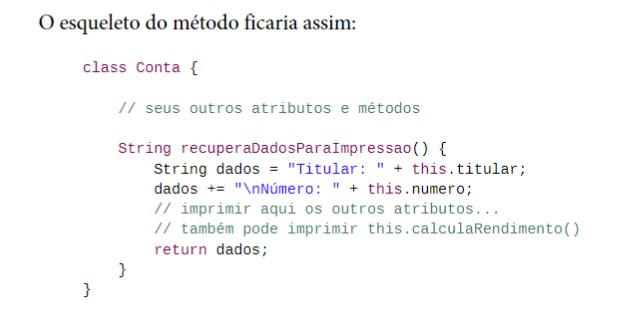 O esqueleto do método ficaria assim:
class Conta {
// seus outros atributos e métodos
String recuperaDadosParaImpressao() {
String dados = "Titular: " + this.titular;
dados += "\nNúmero: " + this.numero;
// imprimir aqui os outros atributos...
// também pode imprimir this.calculaRendimento()
return dados;
}
}